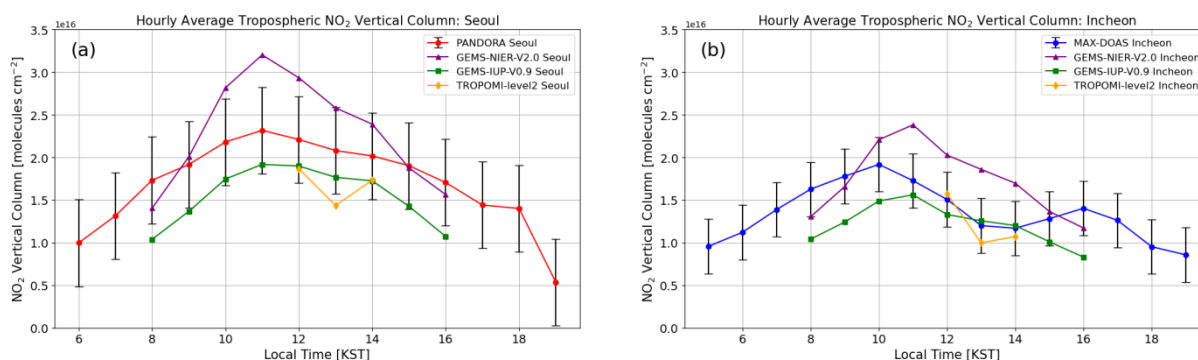 Hourly Average Tropospheric NO₂ Vertical Column: Seoul
1e16
(a)
PANDORA Seoul
GEMS-NIER-V2.0 Seoul
GEMS-IUP-V0.9 Seoul
TROPOMI-level2 Seoul
NO₂ Vertical Column [molecules cm⁻²]
3.5
3.0
2.5
2.0
1.5
1.0
0.5
0.0
6 8 10 12 14 16 18
Local Time [KST]
Hourly Average Tropospheric NO₂ Vertical Column: Incheon
1e16
(b)
MAX-DOAS Incheon
GEMS-NIER-V2.0 Incheon
GEMS-IUP-V0.9 Incheon
TROPOMI-level2 Incheon
NO₂ Vertical Column [molecules cm⁻²]
3.5
3.0
2.5
2.0
1.5
1.0
0.5
0.0
6 8 10 12 14 16 18
Local Time [KST]